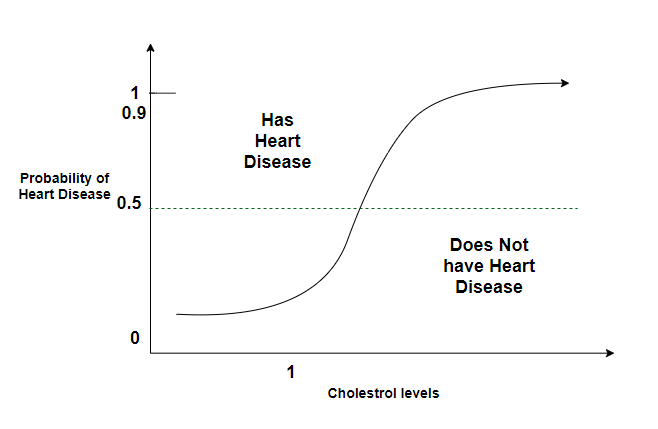 1
0.9
Has
Heart
Disease
Probability of
Heart Disease
0.5
Does Not
have Heart
Disease
0
1
Cholestrol levels